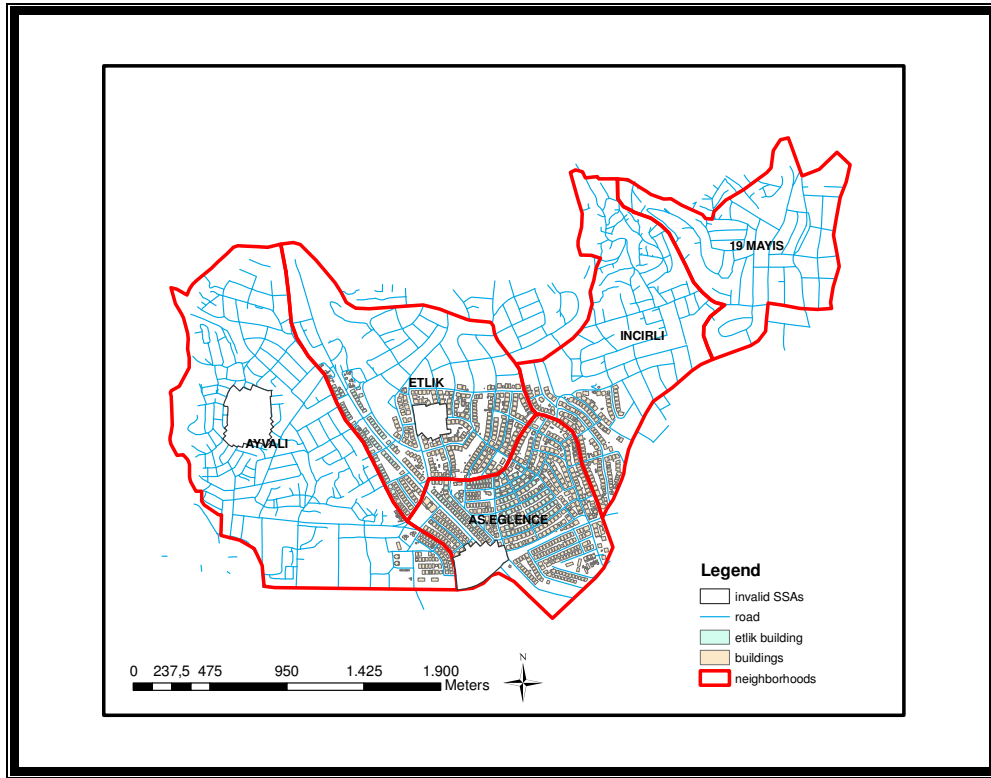 19 MAYIS
INCIRLI
ETLIK
AYVALI
AS.EGLENCE
Legend
invalid SSAs
road
etlik building
buildings
neighborhoods
0 237,5 475 950 1.425 1.900
Meters
N